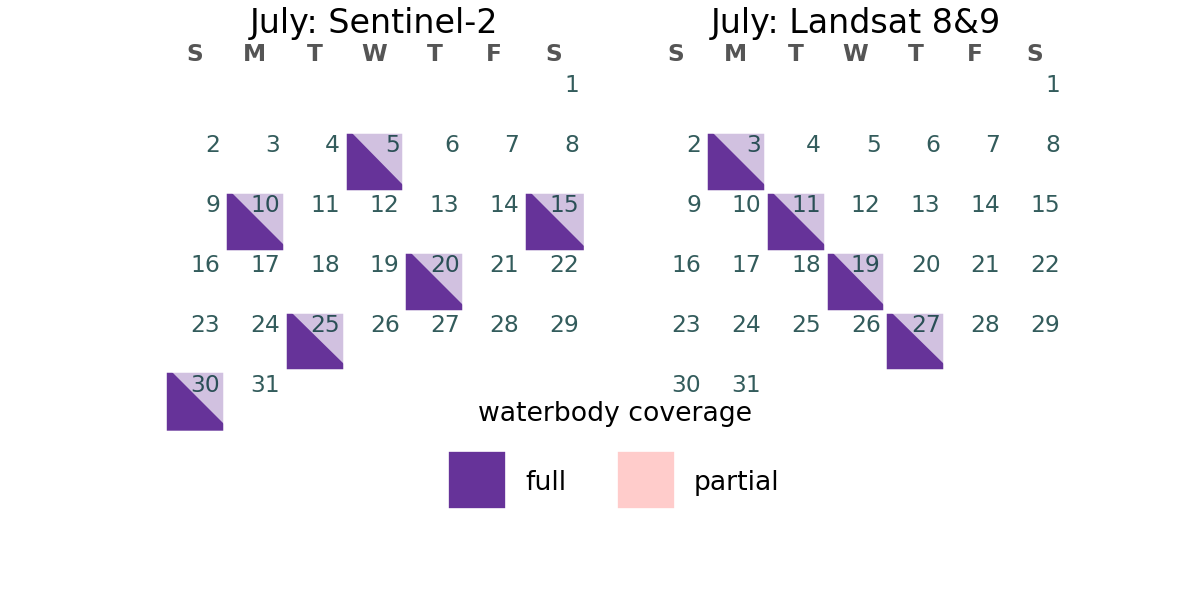 July: Sentinel-2
S M T W T F S
1
2 3 4 5 6 7 8
9 10 11 12 13 14 15
16 17 18 19 20 21 22
23 24 25 26 27 28 29
30 31
July: Landsat 8&9
S M T W T F S
1
2 3 4 5 6 7 8
9 10 11 12 13 14 15
16 17 18 19 20 21 22
23 24 25 26 27 28 29
30 31
waterbody coverage
full partial